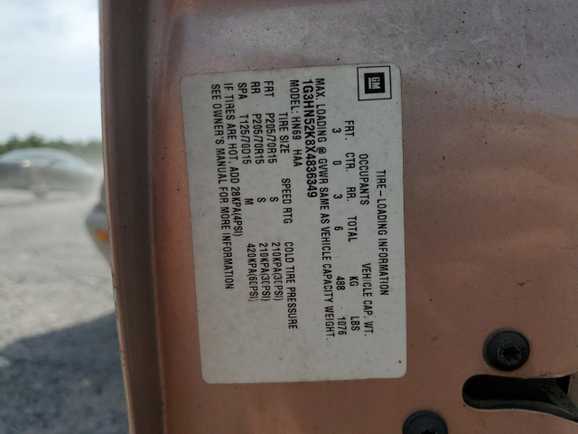 GM
TIRE-LOADING INFORMATION
OCCUPANTS VEHICLE CAP. WT.
FRT. CTR. RR. TOTAL KG LBS
3 0 3 6 488 1076
MAX. LOADING @ GVWR SAME AS VEHICLE CAPACITY WEIGHT.
1G3HN52K8X4836349
MODEL: HN69 HAA
TIRE SIZE SPEED RTG COLD TIRE PRESSURE
FRT P205/70R15 S 210KPA(30PSI)
RR P205/70R15 S 210KPA(30PSI)
SPA T125/70D15 M 420KPA(60PSI)
IF TIRES ARE HOT, ADD 28KPA(4PSI)
SEE OWNER'S MANUAL FOR MORE INFORMATION